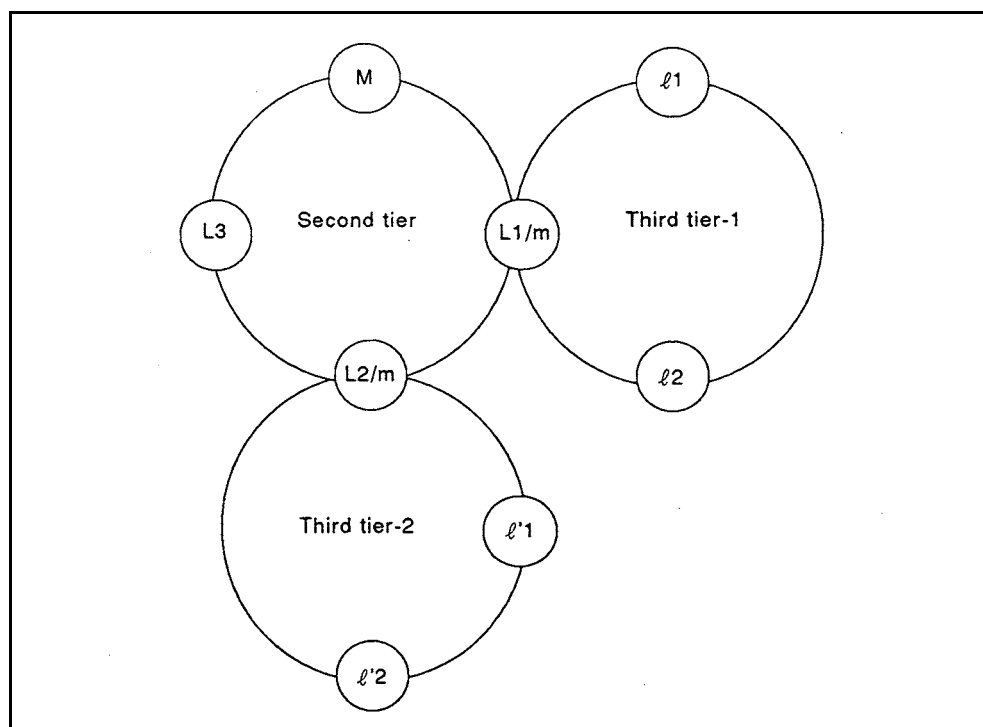 M
ℓ1
L3
Second tier
L1/m
Third tier-1
L2/m
ℓ2
Third tier-2
ℓ'1
ℓ'2